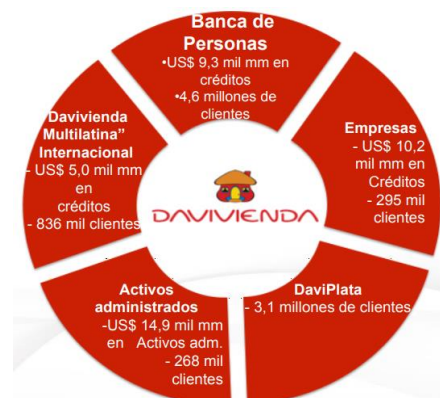 Banca de
Personas
•US$ 9,3 mil mm en
créditos
•4,6 millones de
clientes
Empresas
- US$ 10,2
mil mm en
Créditos
- 295 mil
clientes
DaviPlata
- 3,1 millones de clientes
Activos
administrados
-US$ 14,9 mil mm
en Activos adm.
- 268 mil
clientes
Davivienda
Multilatina”
Internacional
- US$ 5,0 mil mm
en
créditos
- 836 mil clientes
DAVIVIENDA